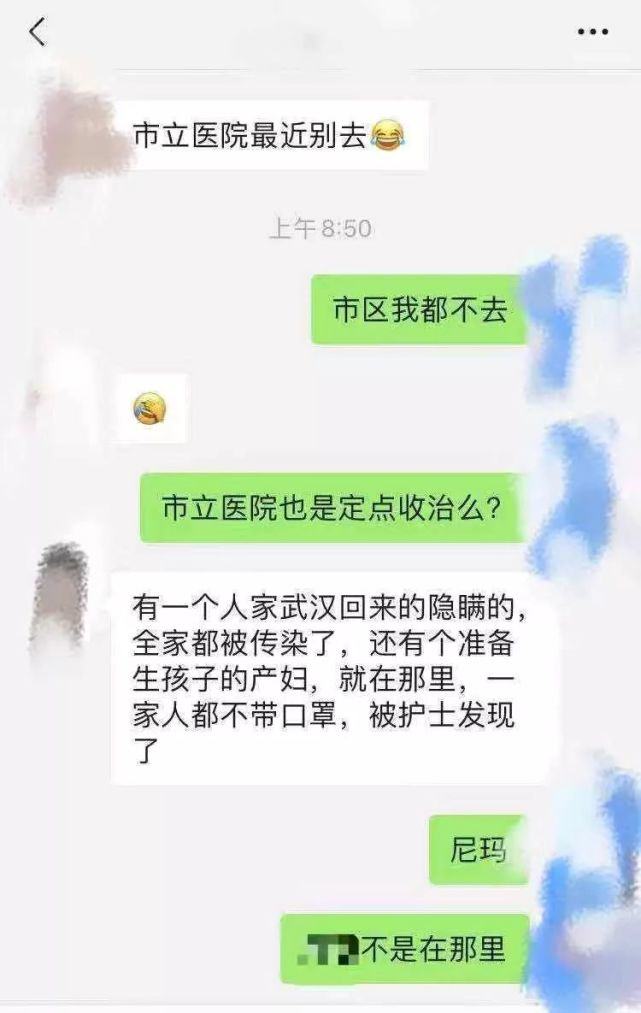 市立医院最近别去😂
上午 8:50
市区我都不去
市立医院也是定点收治么？
有一个人家武汉回来的隐瞒的，
全家都被传染了，还有个准备
生孩子的产妇，就在那里，一
家人都不带口罩，被护士发现
了
尼玛
不是在那里